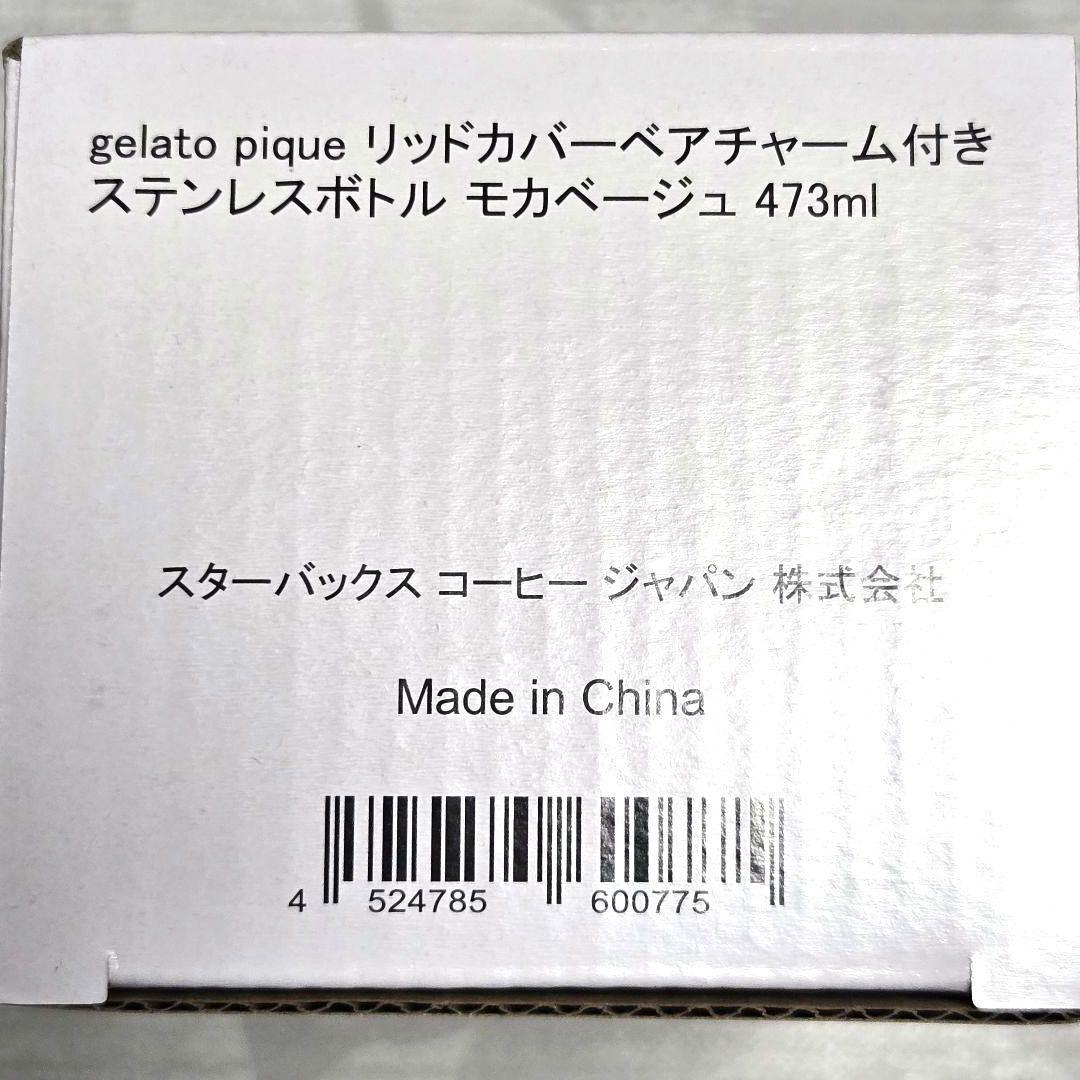 gelato pique リッドカバーベアチャーム付き
ステンレスボトル モカベージュ 473ml
スターバックス コーヒー ジャパン 株式会社
Made in China
4 524785 600775